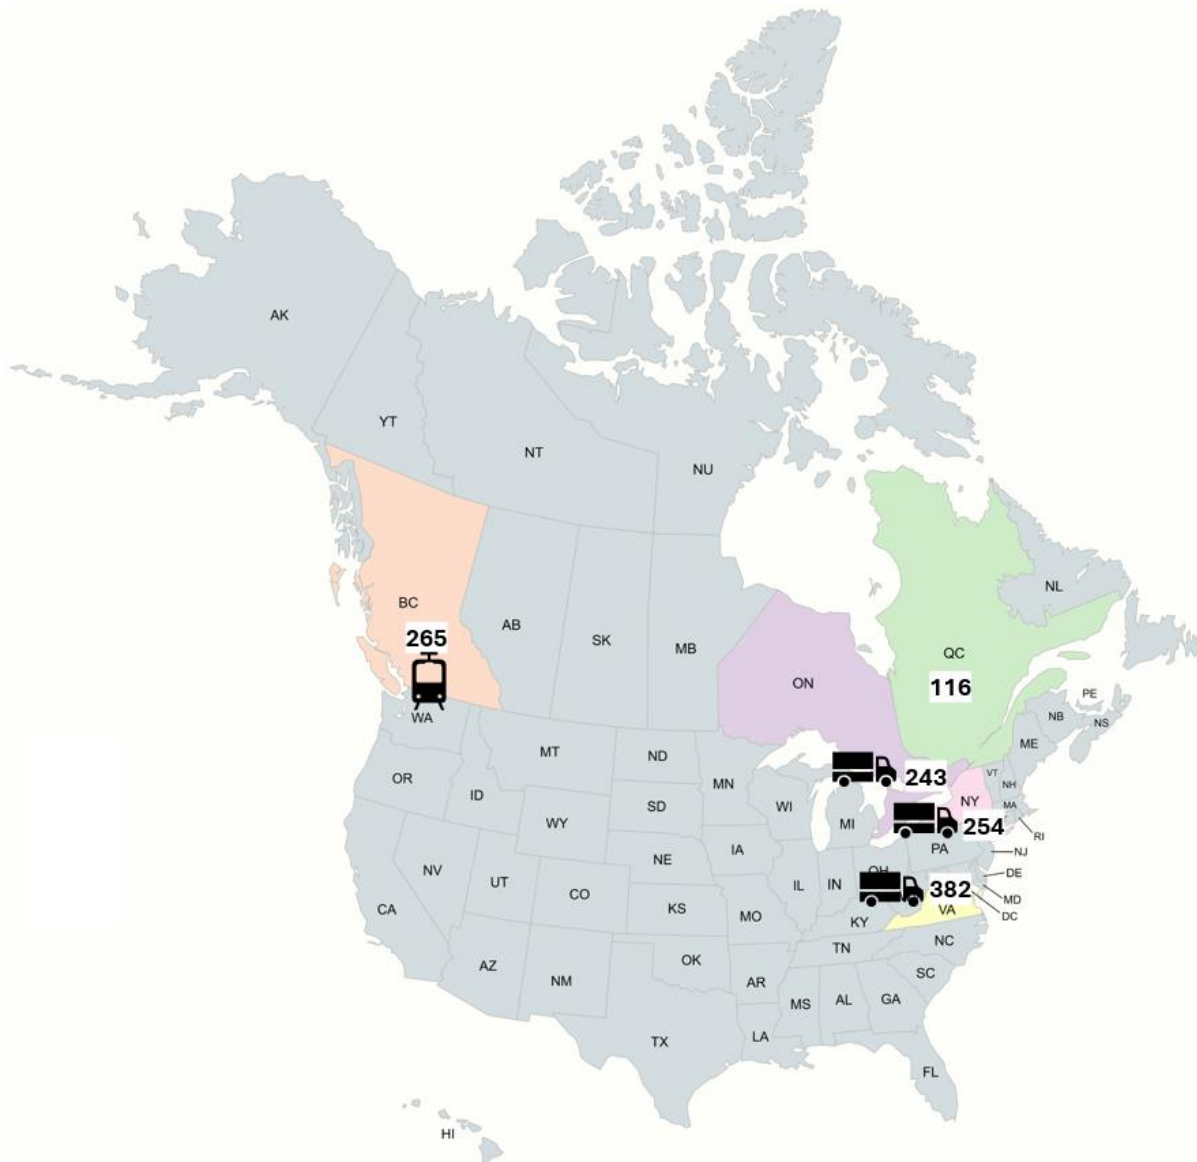 AK
YT
NT
NU
BC
265
AB
SK
MB
ON
QC
116
NL
PE
NB
NS
ME
WA
MT
ND
MN
243
VT
NH
OR
ID
WY
SD
WI
MI
NY
254
MA
RI
NV
UT
CO
NE
IA
PA
NJ
IL
IN
OH
382
DE
MD
DC
CA
KS
MO
KY
VA
AZ
NM
OK
AR
TN
NC
SC
MS
AL
GA
TX
LA
FL
HI